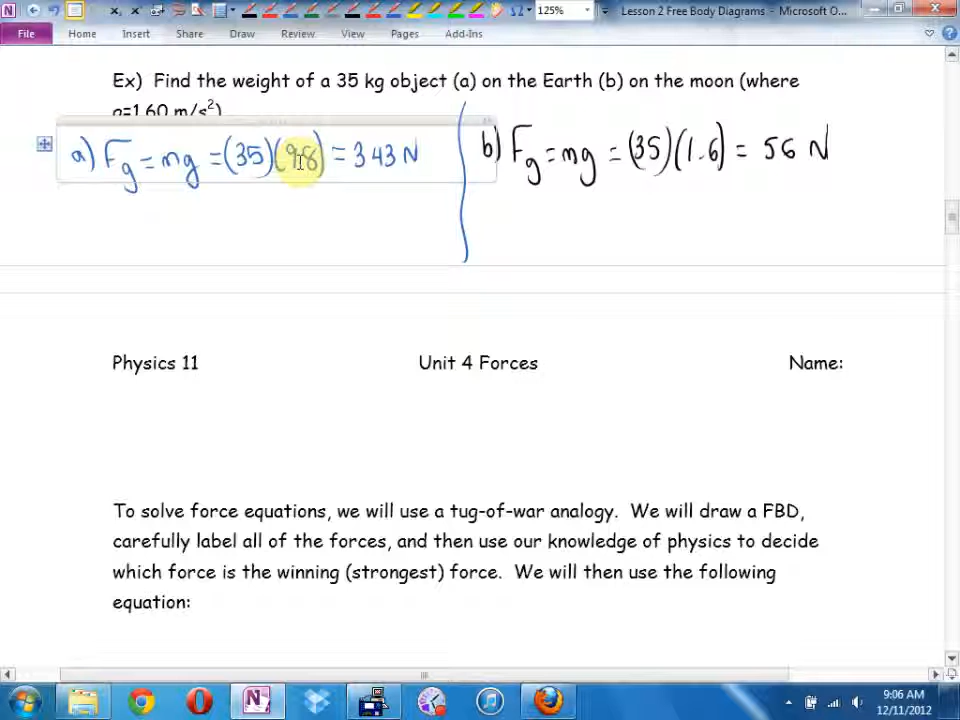 125%
Lesson 2 Free Body Diagrams - Microsoft O...
File Home Insert Share Draw Review View Pages Add-Ins
Ex) Find the weight of a 35 kg object (a) on the Earth (b) on the moon (where
g=1.60 m/s²)
a) Fg = mg = (35)(9.8) = 343 N
b) Fg = mg = (35)(1.6) = 56 N
Physics 11 Unit 4 Forces Name:
To solve force equations, we will use a tug-of-war analogy. We will draw a FBD,
carefully label all of the forces, and then use our knowledge of physics to decide
which force is the winning (strongest) force. We will then use the following
equation:
9:06 AM
12/11/2012